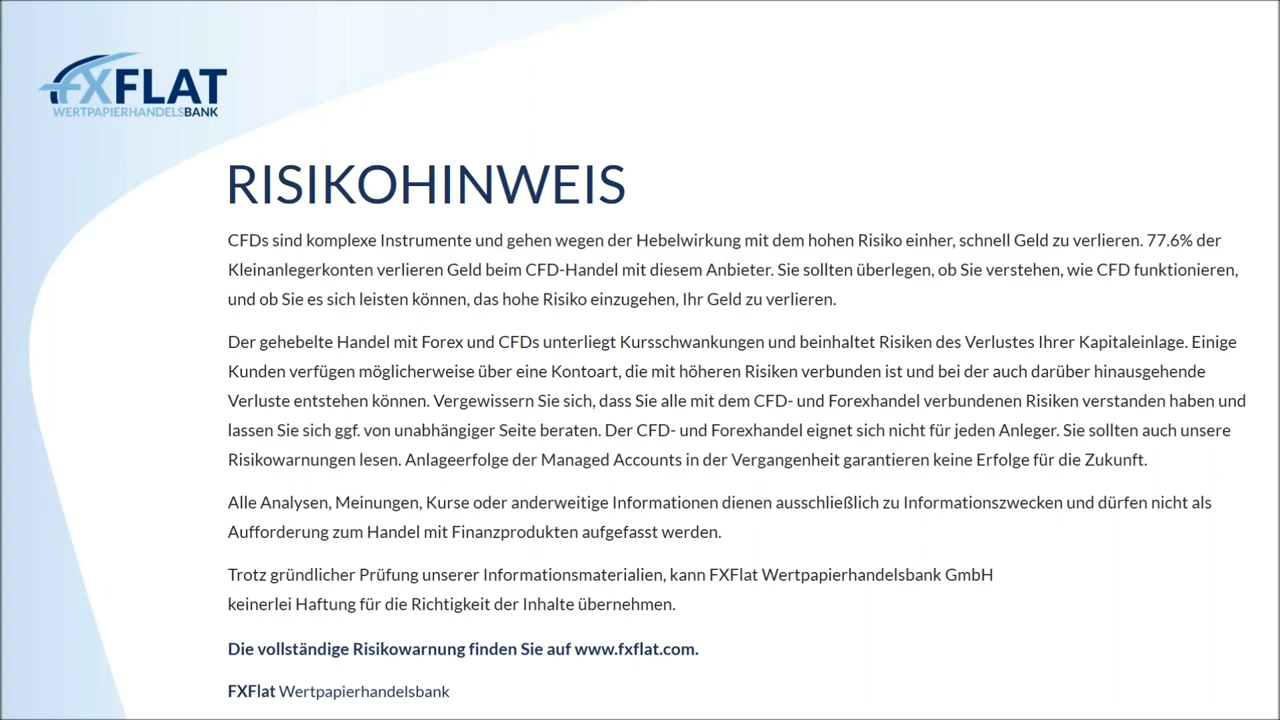 FXFLAT
WERTPAPIERHANDELSBANK
RISIKOHINWEIS
CFDs sind komplexe Instrumente und gehen wegen der Hebelwirkung mit dem hohen Risiko einher, schnell Geld zu verlieren. 77.6% der
Kleinanlegerkonten verlieren Geld beim CFD-Handel mit diesem Anbieter. Sie sollten überlegen, ob Sie verstehen, wie CFD funktionieren,
und ob Sie es sich leisten können, das hohe Risiko einzugehen, Ihr Geld zu verlieren.
Der gehebelte Handel mit Forex und CFDs unterliegt Kursschwankungen und beinhaltet Risiken des Verlustes Ihrer Kapitaleinlage. Einige
Kunden verfügen möglicherweise über eine Kontoart, die mit höheren Risiken verbunden ist und bei der auch darüber hinausgehende
Verluste entstehen können. Vergewissern Sie sich, dass Sie alle mit dem CFD- und Forexhandel verbundenen Risiken verstanden haben und
lassen Sie sich ggf. von unabhängiger Seite beraten. Der CFD- und Forexhandel eignet sich nicht für jeden Anleger. Sie sollten auch unsere
Risikowarnungen lesen. Anlageerfolge der Managed Accounts in der Vergangenheit garantieren keine Erfolge für die Zukunft.
Alle Analysen, Meinungen, Kurse oder anderweitige Informationen dienen ausschließlich zu Informationszwecken und dürfen nicht als
Aufforderung zum Handel mit Finanzprodukten aufgefasst werden.
Trotz gründlicher Prüfung unserer Informationsmaterialien, kann FXFlat Wertpapierhandelsbank GmbH
keinerlei Haftung für die Richtigkeit der Inhalte übernehmen.
Die vollständige Risikowarnung finden Sie auf www.fxflat.com.
FXFlat Wertpapierhandelsbank